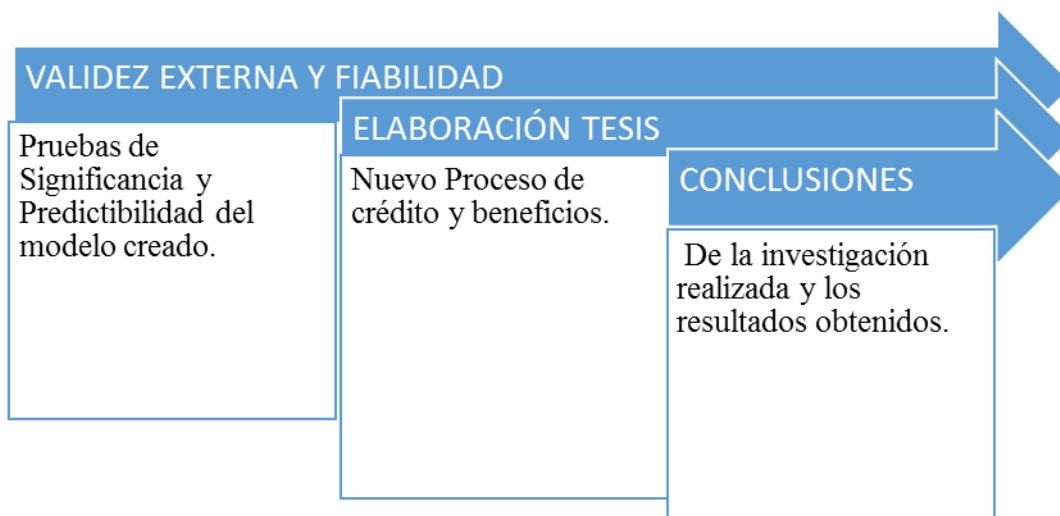 VALIDEZ EXTERNA Y FIABILIDAD
Pruebas de
Significancia y
Predictibilidad del
modelo creado.
ELABORACIÓN TESIS
Nuevo Proceso de
crédito y beneficios.
CONCLUSIONES
De la investigación
realizada y los
resultados obtenidos.